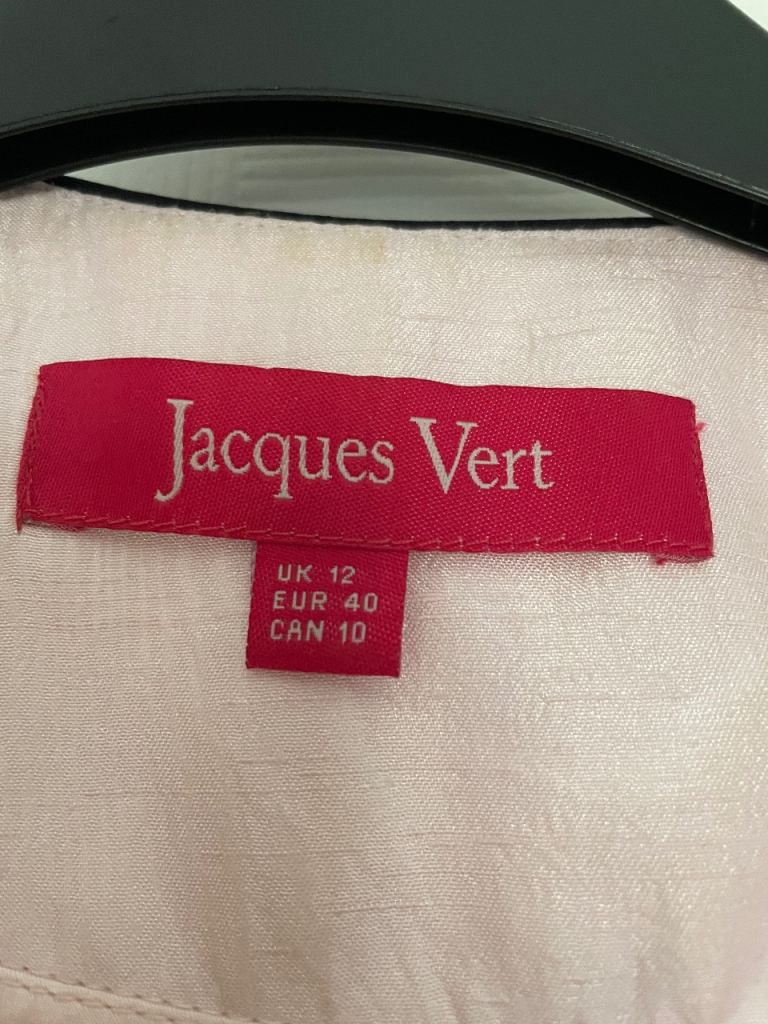 Jacques Vert
UK 12
EUR 40
CAN 10